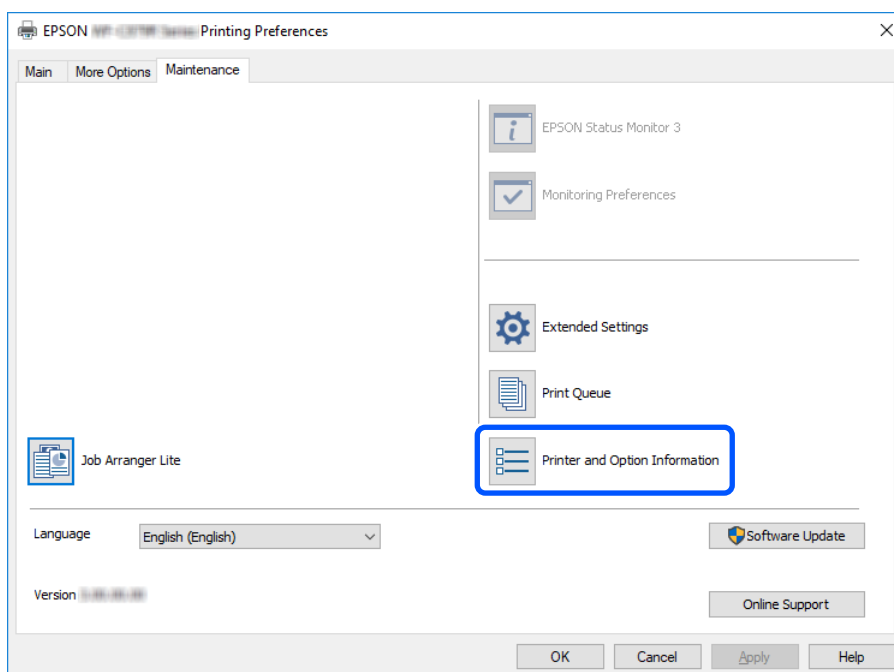 EPSON Printing Preferences
Main More Options Maintenance
EPSON Status Monitor 3
Monitoring Preferences
Extended Settings
Print Queue
Job Arranger Lite
Printer and Option Information
Language
English (English)
Software Update
Version
Online Support
OK Cancel Apply Help